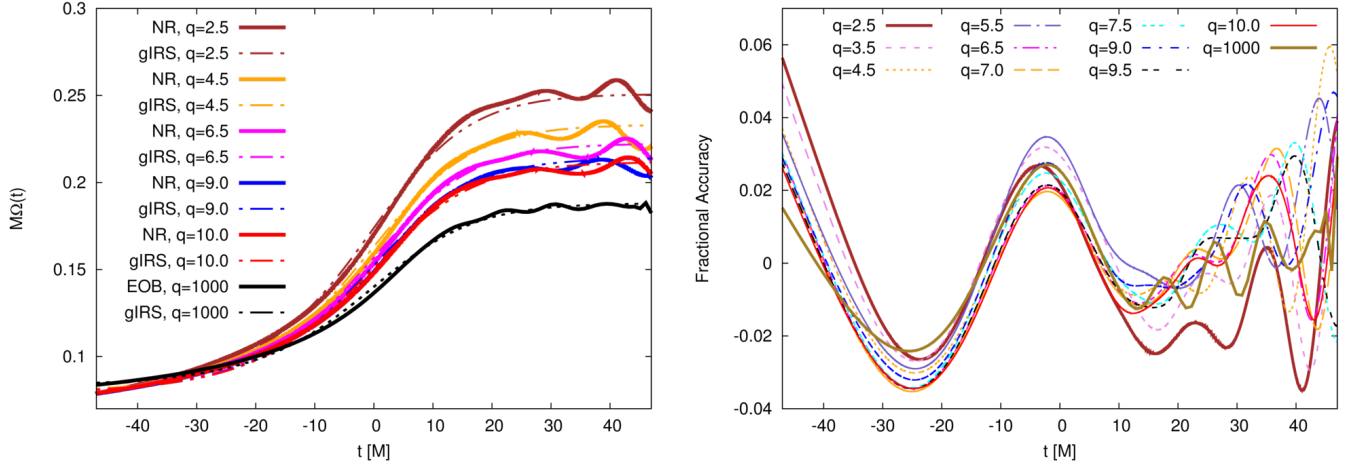 0.3
0.25
0.2
0.15
0.1
MΩ(t)
NR, q=2.5
gIRS, q=2.5
NR, q=4.5
gIRS, q=4.5
NR, q=6.5
gIRS, q=6.5
NR, q=9.0
gIRS, q=9.0
NR, q=10.0
gIRS, q=10.0
EOB, q=1000
gIRS, q=1000
-40 -30 -20 -10 0 10 20 30 40
t [M]
0.06
0.04
0.02
0
-0.02
-0.04
Fractional Accuracy
q=2.5 q=5.5 q=7.5 q=10.0
q=3.5 q=6.5 q=9.0 q=1000
q=4.5 q=7.0 q=9.5
-40 -30 -20 -10 0 10 20 30 40
t [M]